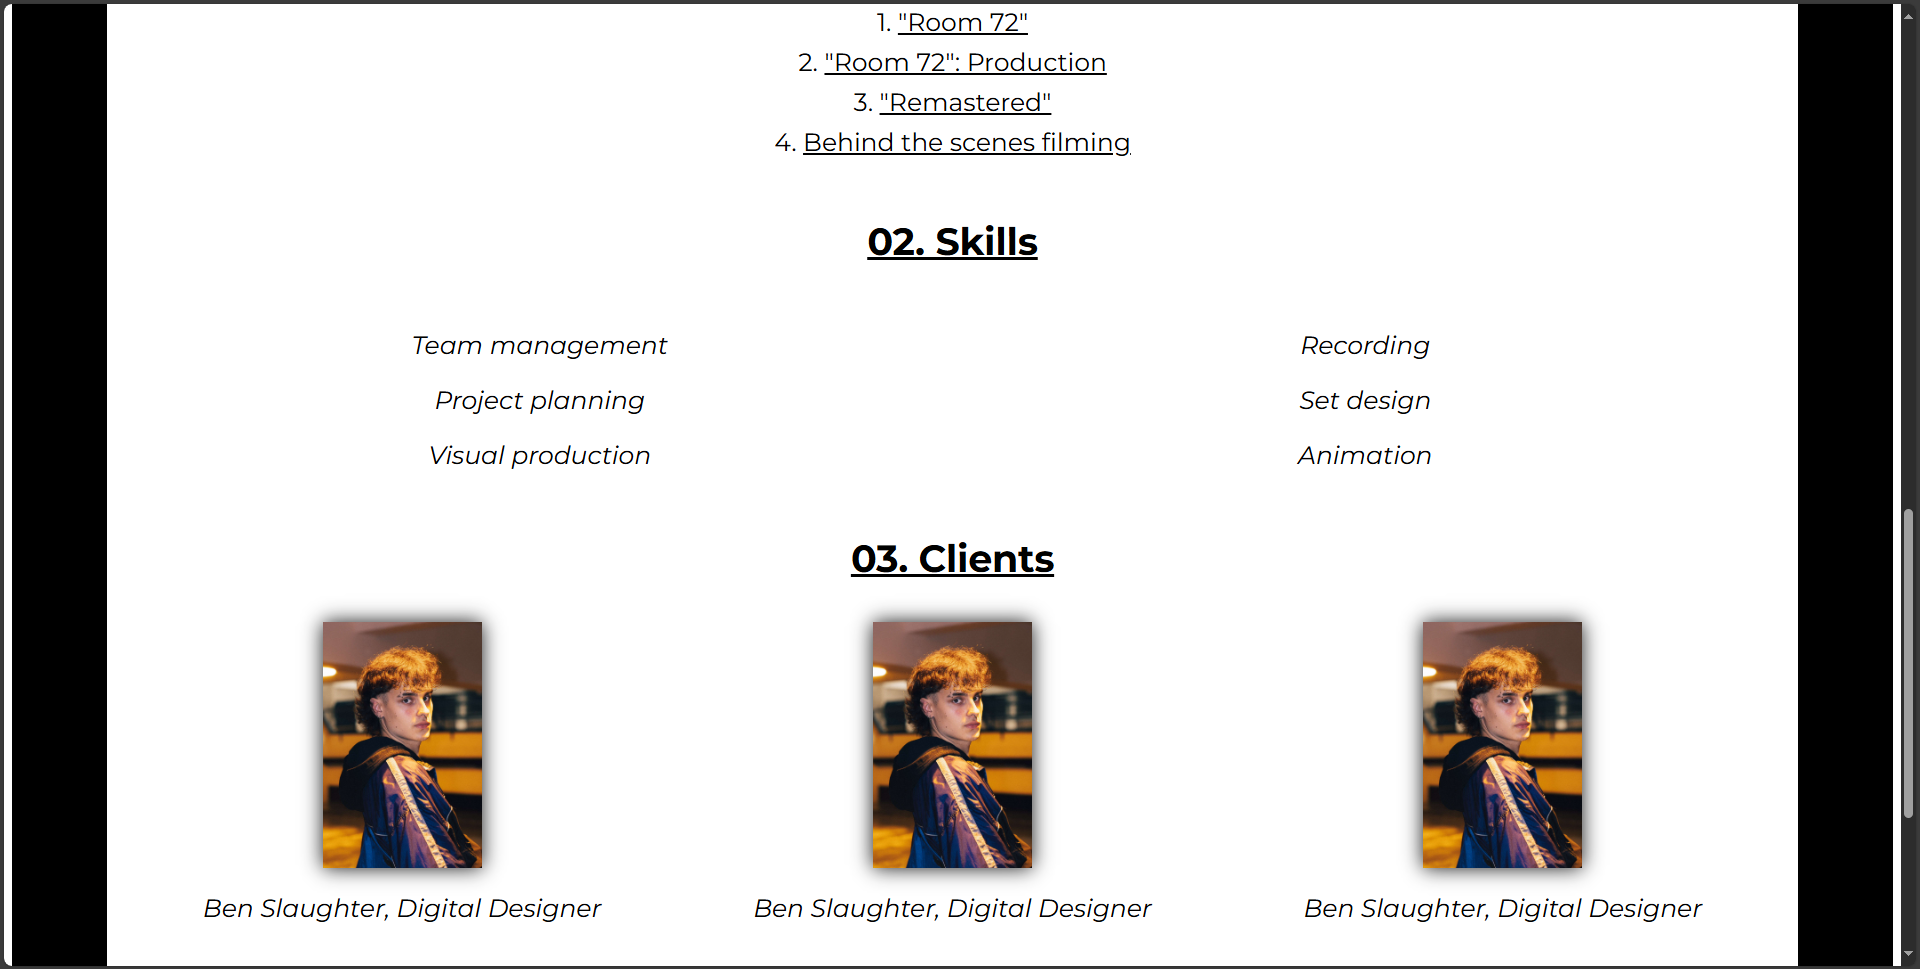 1. "Room 72"
2. "Room 72": Production
3. "Remastered"
4. Behind the scenes filming
02. Skills
Team management
Recording
Project planning
Set design
Visual production
Animation
03. Clients
Ben Slaughter, Digital Designer
Ben Slaughter, Digital Designer
Ben Slaughter, Digital Designer